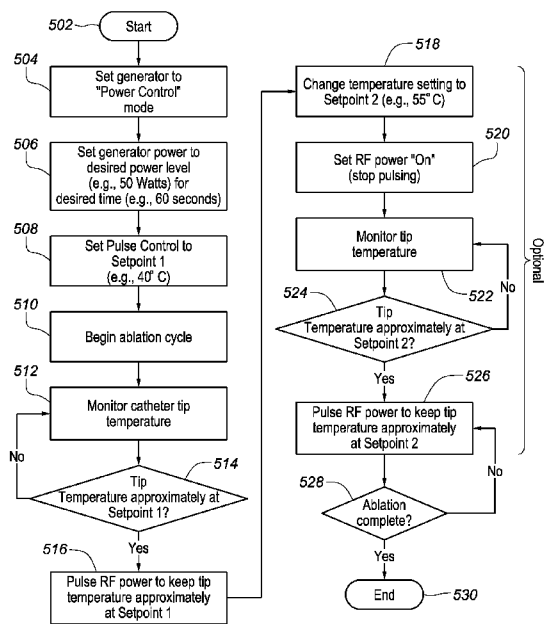 502
Start
504
Set generator to
"Power Control"
mode
506
Set generator power to
desired power level
(e.g., 50 Watts) for
desired time (e.g., 60 seconds)
508
Set Pulse Control to
Setpoint 1
(e.g., 40° C)
510
Begin ablation cycle
512
Monitor catheter tip
temperature
No
514
Tip
Temperature approximately at
Setpoint 1?
Yes
516
Pulse RF power to keep tip
temperature approximately
at Setpoint 1
518
Change temperature setting to
Setpoint 2 (e.g., 55° C)
520
Set RF power "On"
(stop pulsing)
Monitor tip
temperature
522
No
524
Tip
Temperature approximately at
Setpoint 2?
Yes
526
Pulse RF power to keep tip
temperature approximately
at Setpoint 2
Optional
No
528
Ablation
complete?
Yes
End
530